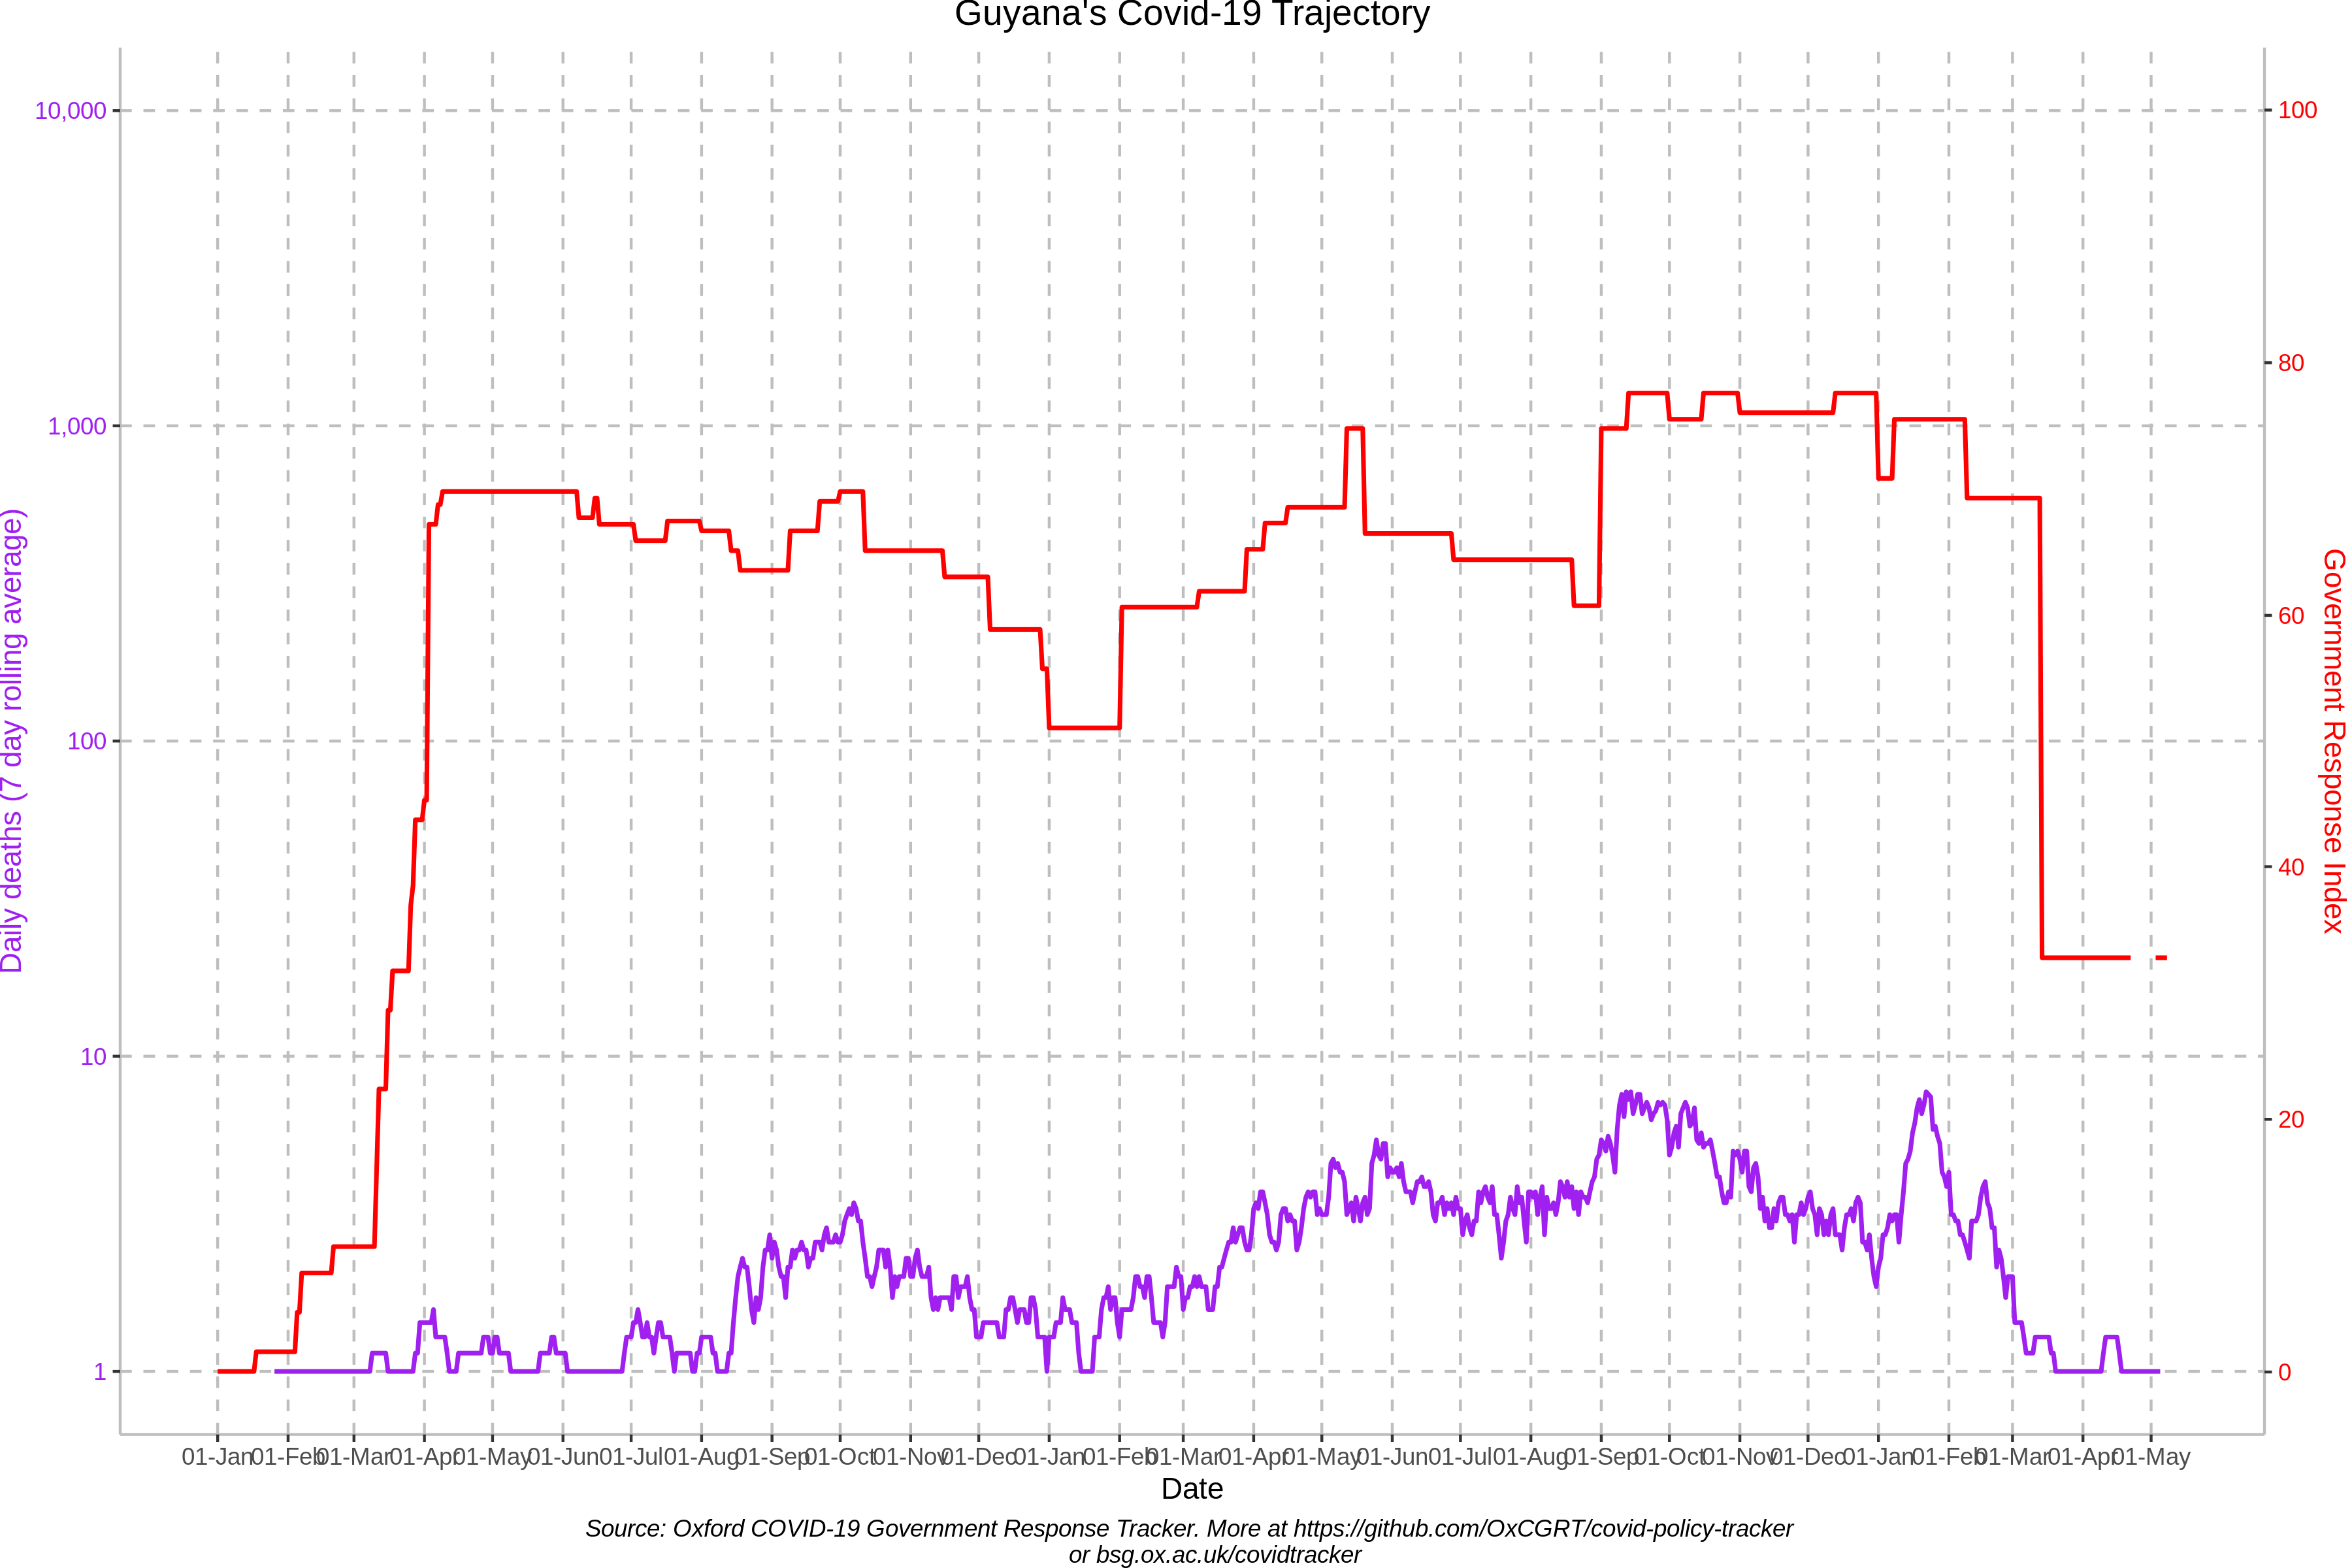 Guyana's Covid-19 Trajectory
10,000
1,000
100
10
1
Daily deaths (7 day rolling average)
100
80
60
40
20
0
Government Response Index
01-Jan 01-Feb 01-Mar 01-Apr 01-May 01-Jun 01-Jul 01-Aug 01-Sep 01-Oct 01-Nov 01-Dec 01-Jan 01-Feb 01-Mar 01-Apr 01-May 01-Jun 01-Jul 01-Aug 01-Sep 01-Oct 01-Nov 01-Dec 01-Jan 01-Feb 01-Mar 01-Apr 01-May
Date
Source: Oxford COVID-19 Government Response Tracker. More at https://github.com/OxCGRT/covid-policy-tracker
or bsg.ox.ac.uk/covidtracker